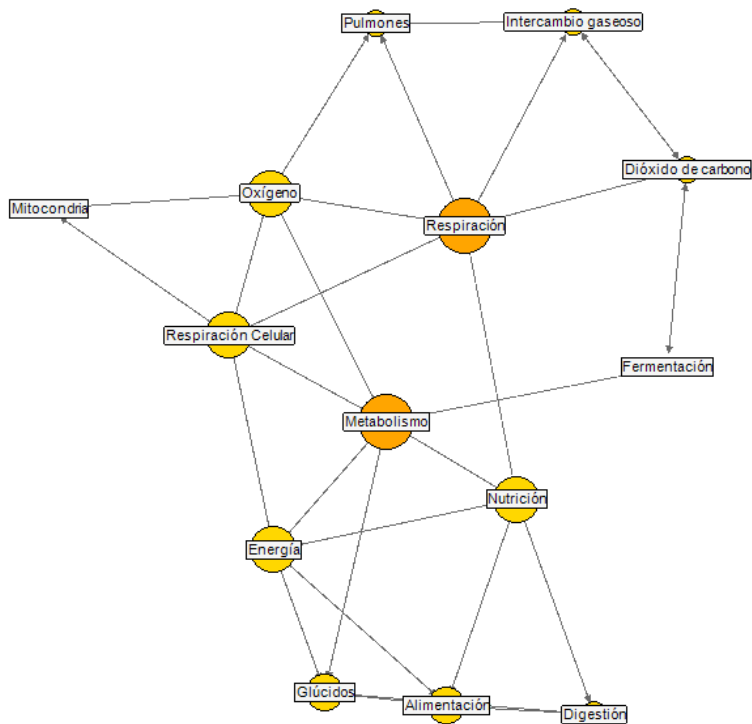 Pulmones
Intercambio gaseoso
Dióxido de carbono
Oxígeno
Mitocondria
Respiración
Respiración Celular
Fermentación
Metabolismo
Nutrición
Energía
Glúcidos
Alimentación
Digestión